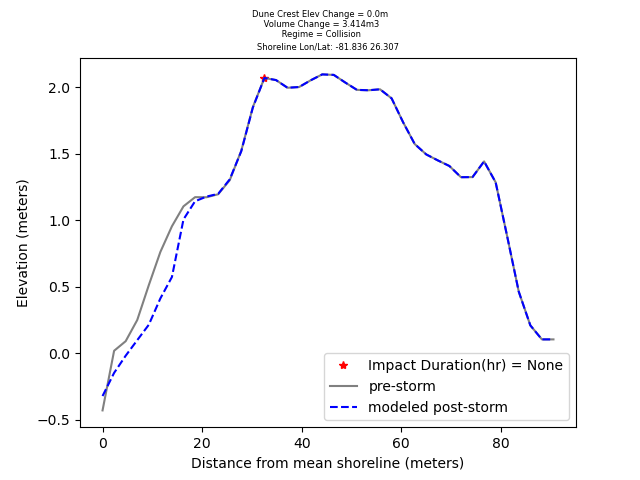 Dune Crest Elev Change = 0.0m
Volume Change = 3.414m3
Regime = Collision
Shoreline Lon/Lat: -81.836 26.307
2.0
1.5
1.0
0.5
0.0
−0.5
Elevation (meters)
Impact Duration(hr) = None
pre-storm
modeled post-storm
0
20
40
60
80
Distance from mean shoreline (meters)